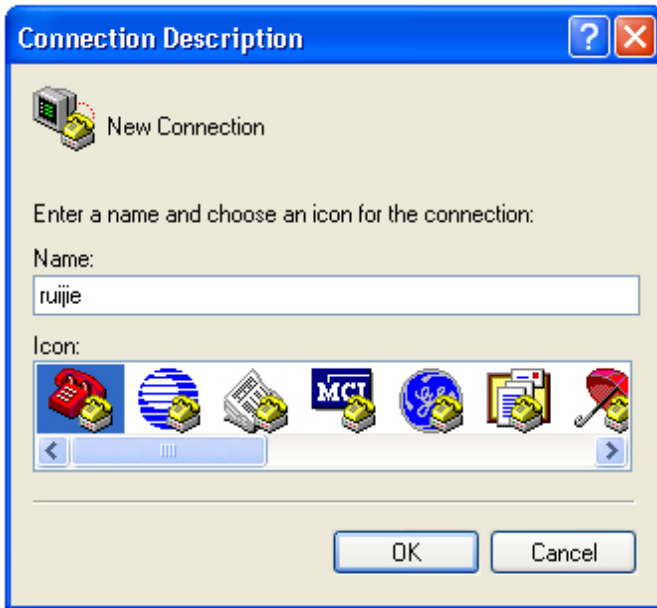 Connection Description
New Connection
Enter a name and choose an icon for the connection:
Name:
ruijie
Icon:
MCI
OK Cancel